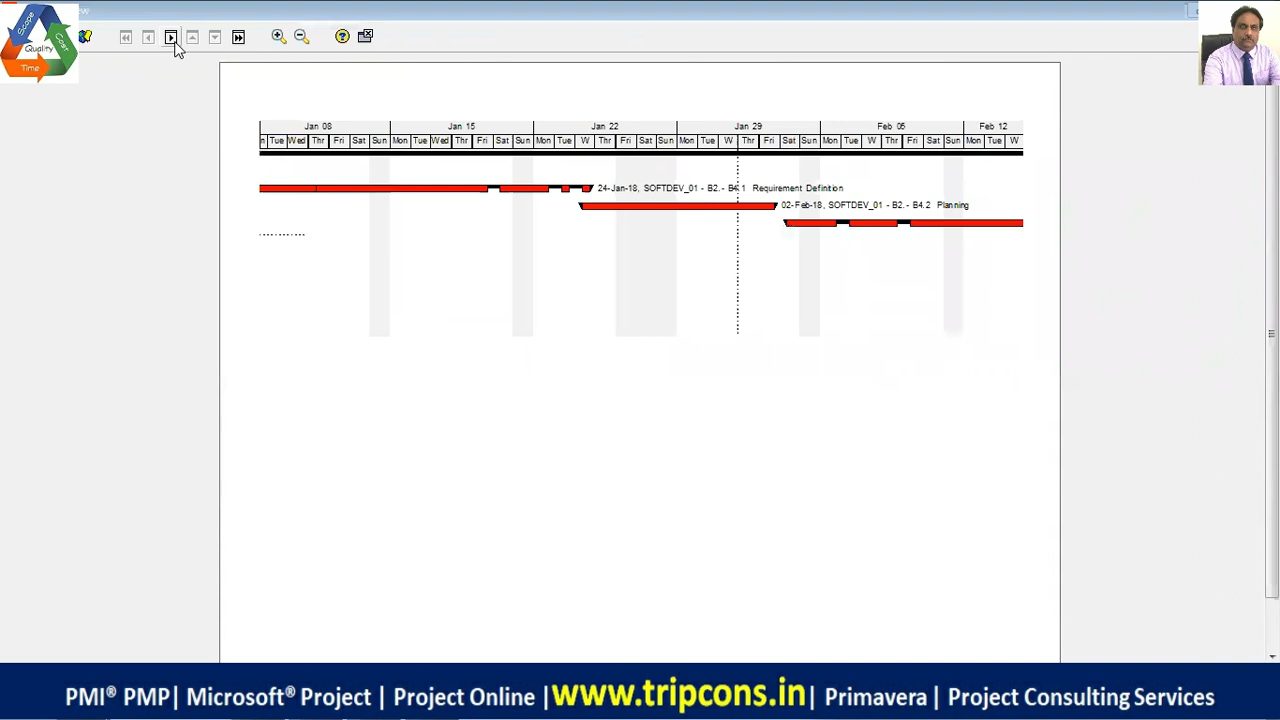 Scope
Quality
Cost
Time
Jan 08 Jan 15 Jan 22 Jan 29 Feb 05 Feb 12
n Tue Wed Thr Fri Sat Sun Mon Tue Wed Thr Fri Sat Sun Mon Tue W Thr Fri Sat Sun Mon Tue W Thr Fri Sat Sun Mon Tue W Thr Fri Sat Sun Mon Tue W
24-Jan-18, SOFTDEV_01 - B2.- B4.1 Requirement Definition
02-Feb-18, SOFTDEV_01 - B2.- B4.2 Planning
PMI® PMP| Microsoft® Project | Project Online |www.tripcons.in| Primavera | Project Consulting Services